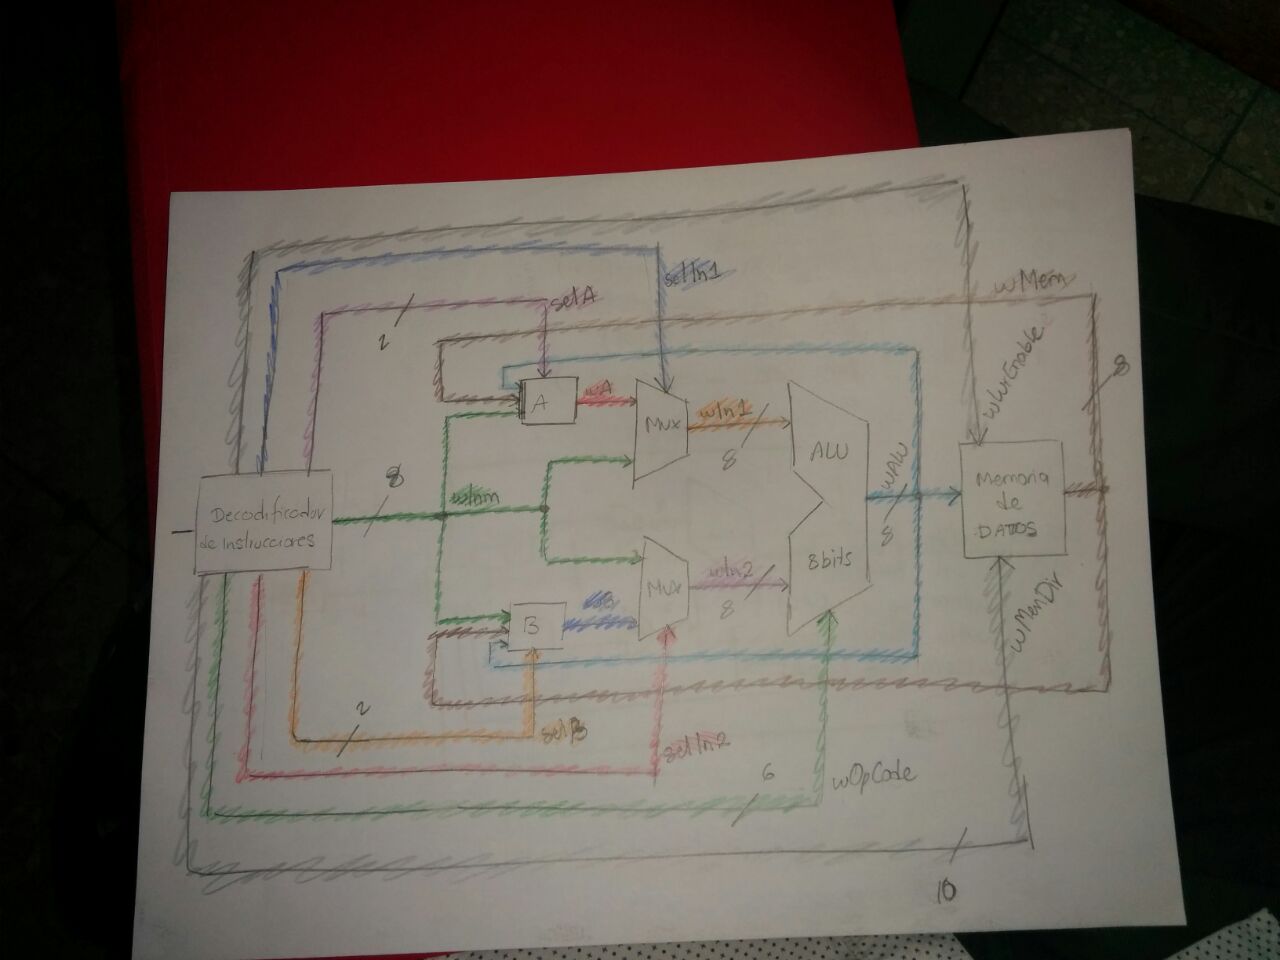 selIn1
wMem
selA
2
wWrEnable
8
A
wA
Mux
wIn1
8
ALU
8bits
wALU
8
Memoria
de
DATOS
8
wInm
Decodificador
de Instrucciones
B
wB
Mux
wIn2
8
wMemDir
2
selB
selIn2
6
wOpCode
10